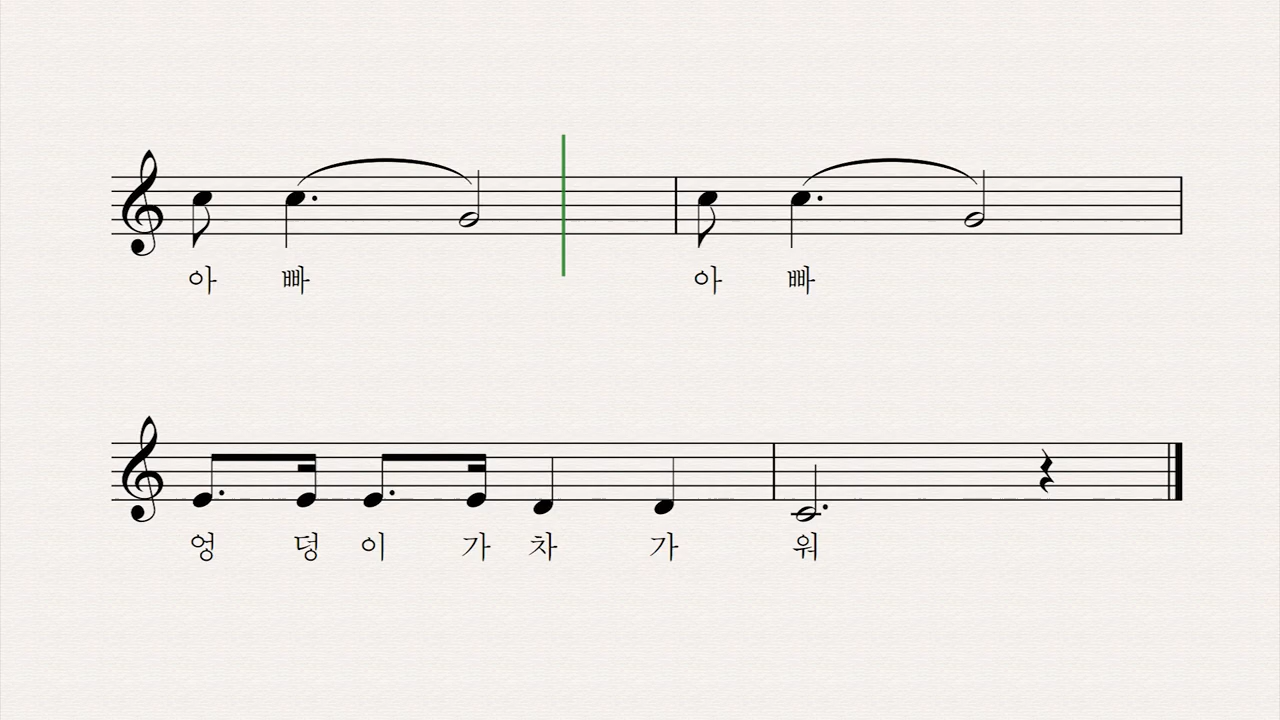 아 빠 아 빠
엉 덩 이 가 차 가 워